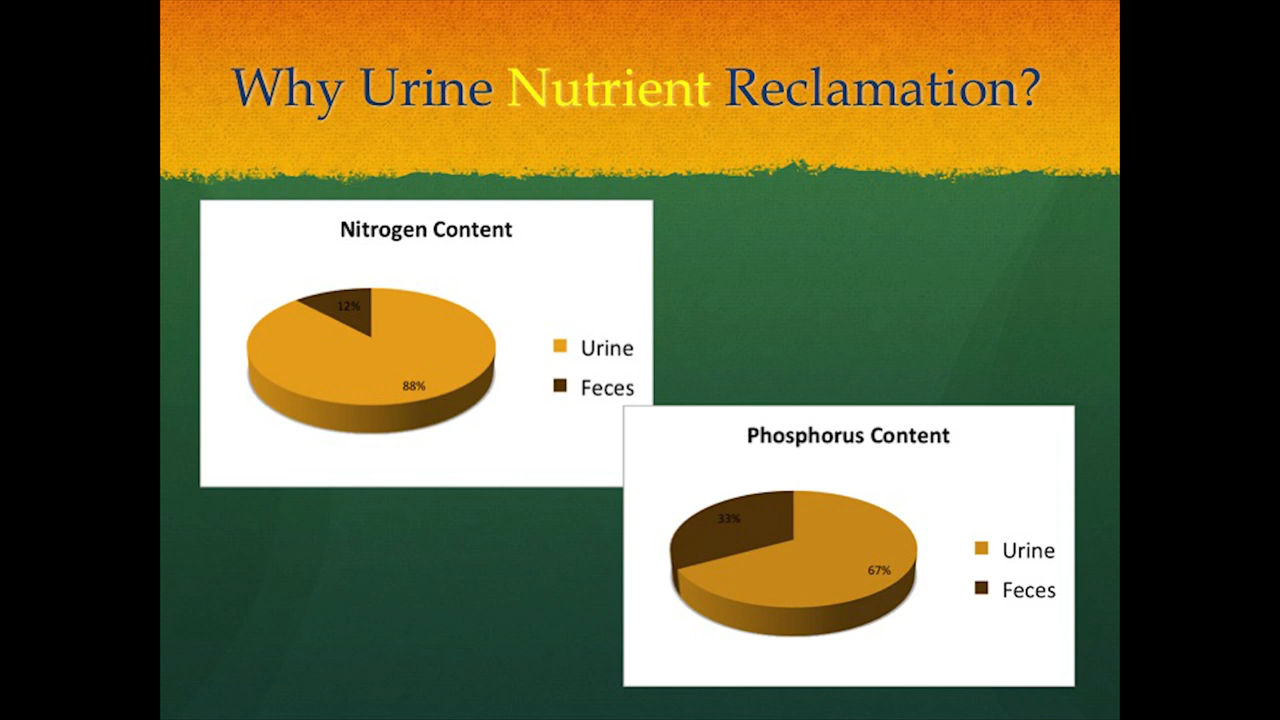 Why Urine Nutrient Reclamation?
Nitrogen Content
12%
88%
Urine
Feces
Phosphorus Content
33%
67%
Urine
Feces